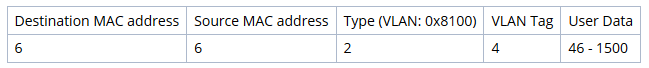 Destination MAC address Source MAC address Type (VLAN: 0x8100) VLAN Tag User Data
6 6 2 4 46 - 1500